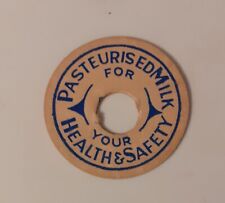 PASTEURISED MILK
FOR
YOUR
HEALTH & SAFETY